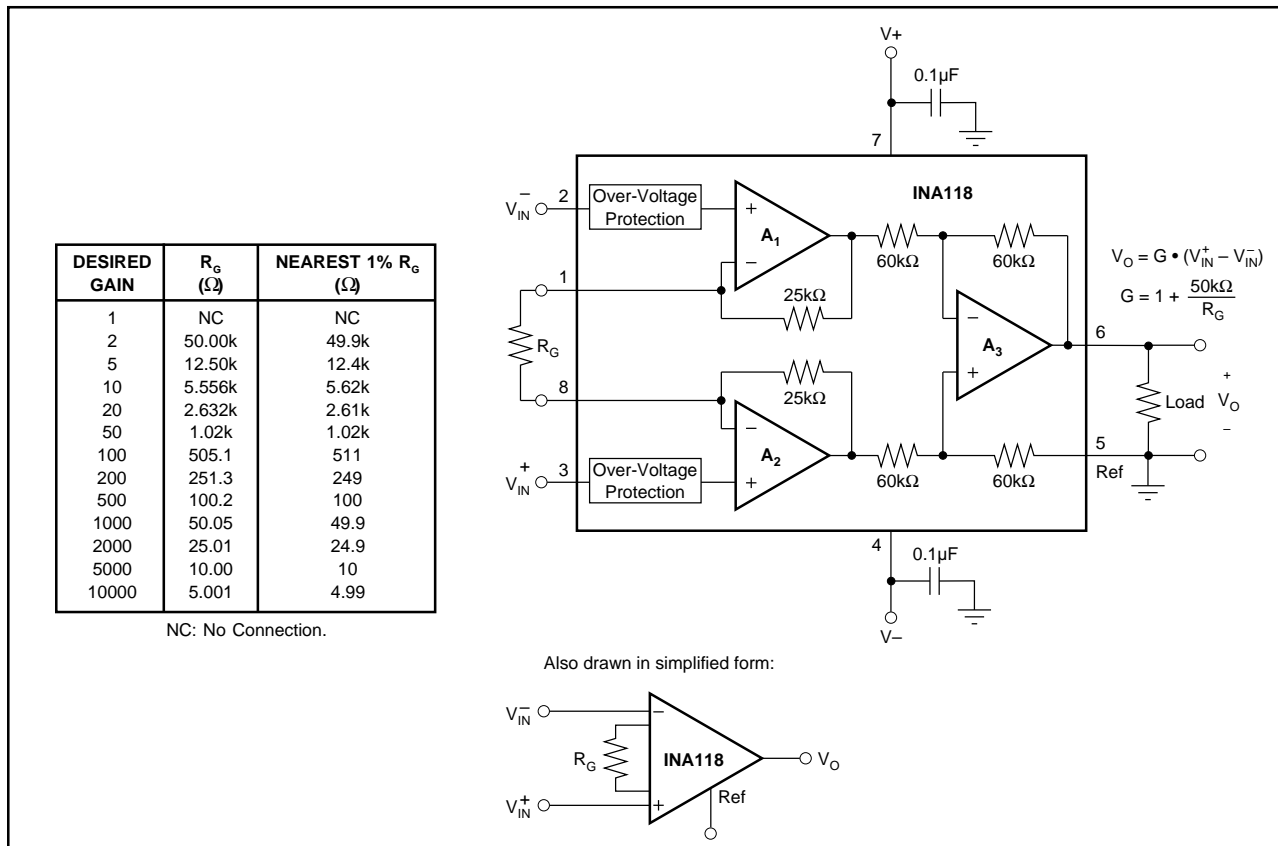 DESIRED GAIN | R_G (Ω) | NEAREST 1% R_G (Ω)
1 | NC | NC
2 | 50.00k | 49.9k
5 | 12.50k | 12.4k
10 | 5.556k | 5.62k
20 | 2.632k | 2.61k
50 | 1.02k | 1.02k
100 | 505.1 | 511
200 | 251.3 | 249
500 | 100.2 | 100
1000 | 50.05 | 49.9
2000 | 25.01 | 24.9
5000 | 10.00 | 10
10000 | 5.001 | 4.99
NC: No Connection.
V+
0.1µF
7
INA118
V_IN^–
2
Over-Voltage
Protection
+
A_1
–
60kΩ
60kΩ
1
25kΩ
R_G
8
25kΩ
–
A_2
+
V_IN^+
3
Over-Voltage
Protection
60kΩ
60kΩ
–
A_3
+
6
V_O = G • (V_IN^+ – V_IN^–)
G = 1 + 50kΩ / R_G
Load
+
V_O
–
5
Ref
4
0.1µF
V–
Also drawn in simplified form:
V_IN^–
–
R_G
INA118
V_O
V_IN^+
+
Ref